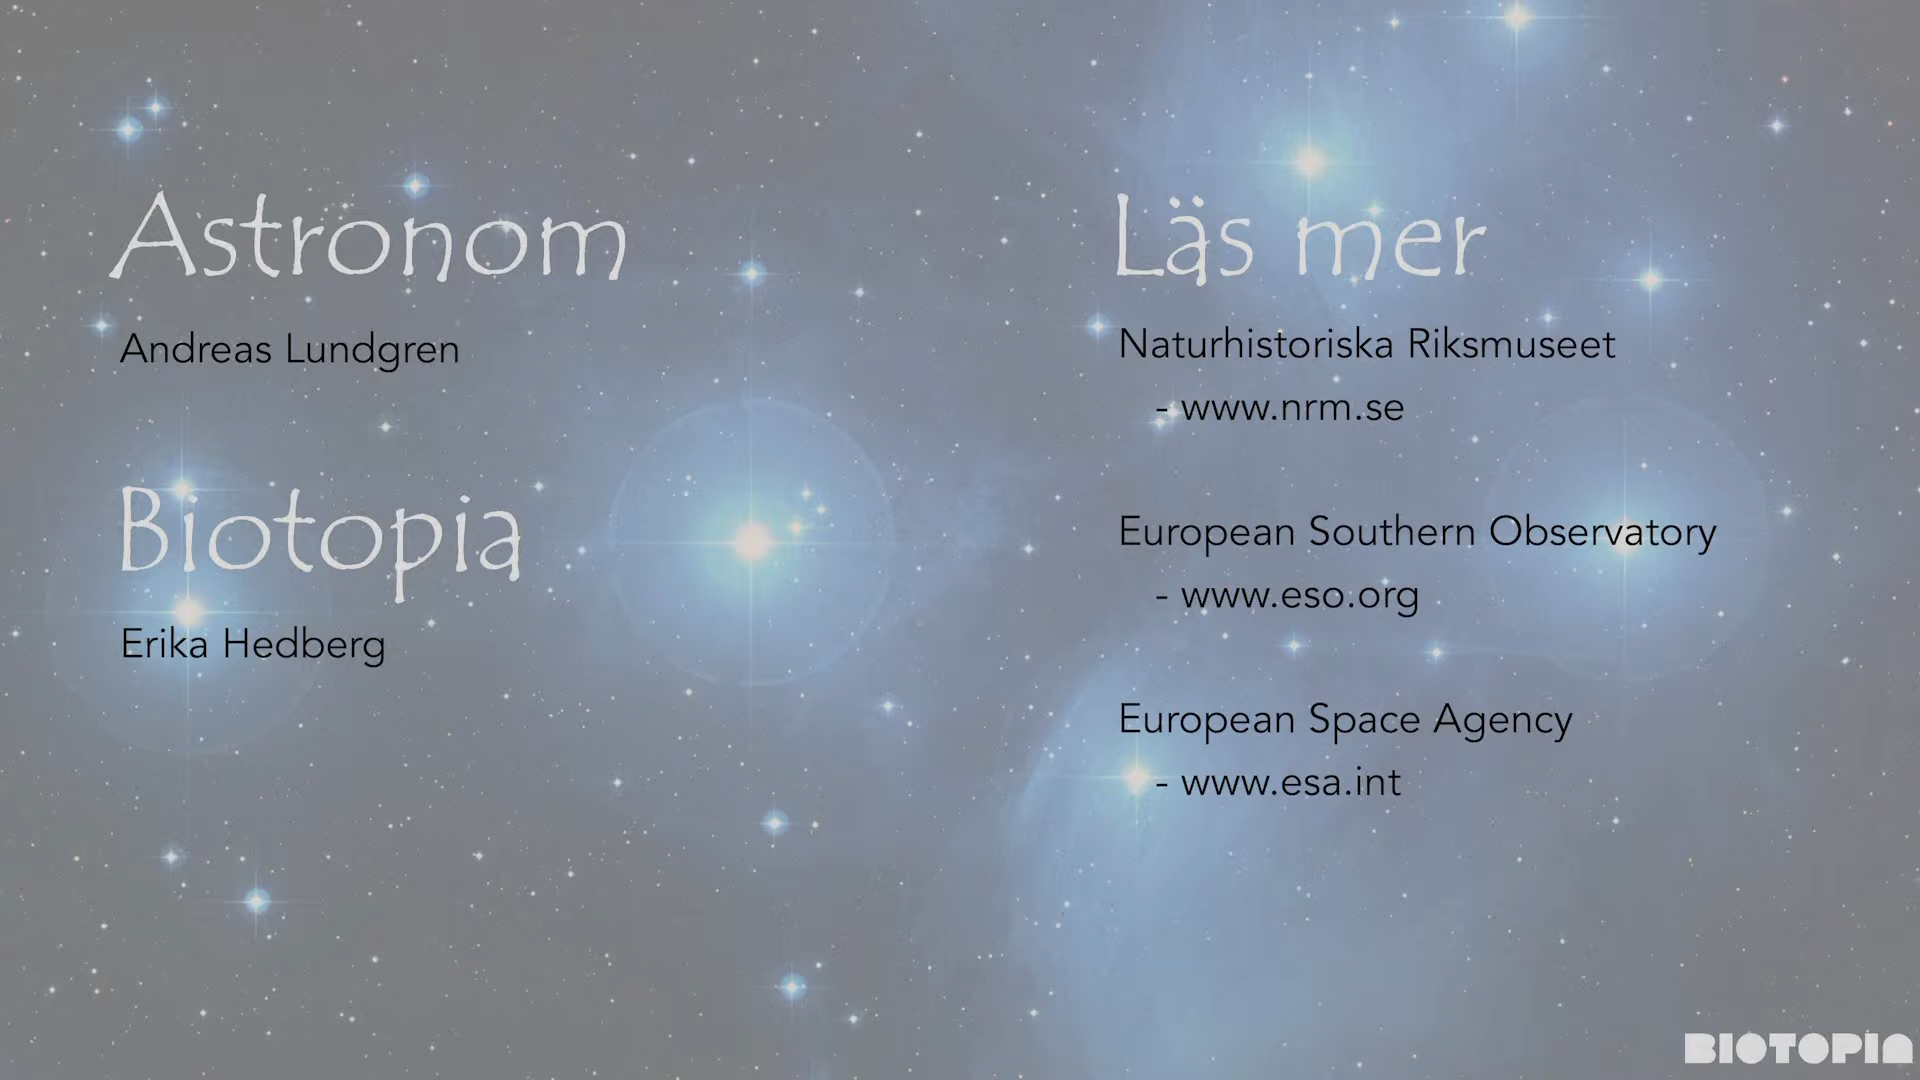 Astronom
Andreas Lundgren
Biotopia
Erika Hedberg
Läs mer
Naturhistoriska Riksmuseet
- www.nrm.se
European Southern Observatory
- www.eso.org
European Space Agency
- www.esa.int
BIOTOPIA